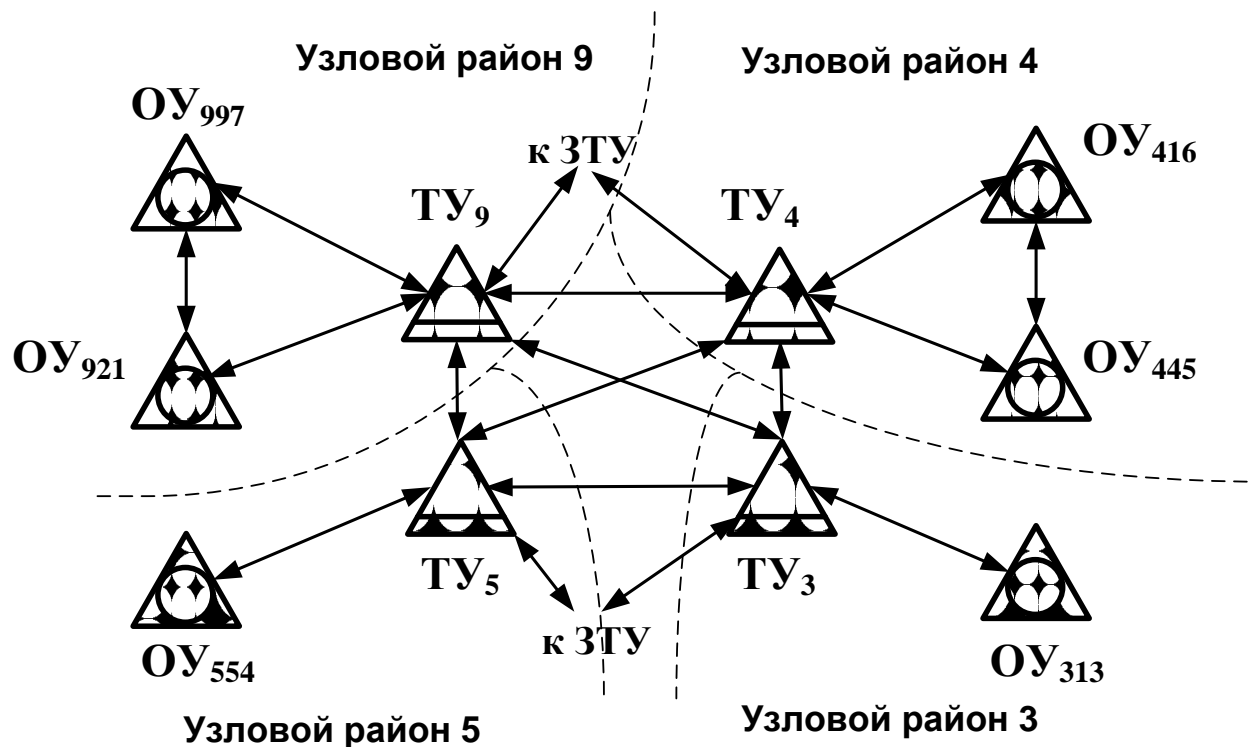 Узловой район 9
Узловой район 4
ОУ997
ОУ416
к ЗТУ
ТУ9
ТУ4
ОУ921
ОУ445
ТУ5
ТУ3
к ЗТУ
ОУ554
ОУ313
Узловой район 5
Узловой район 3